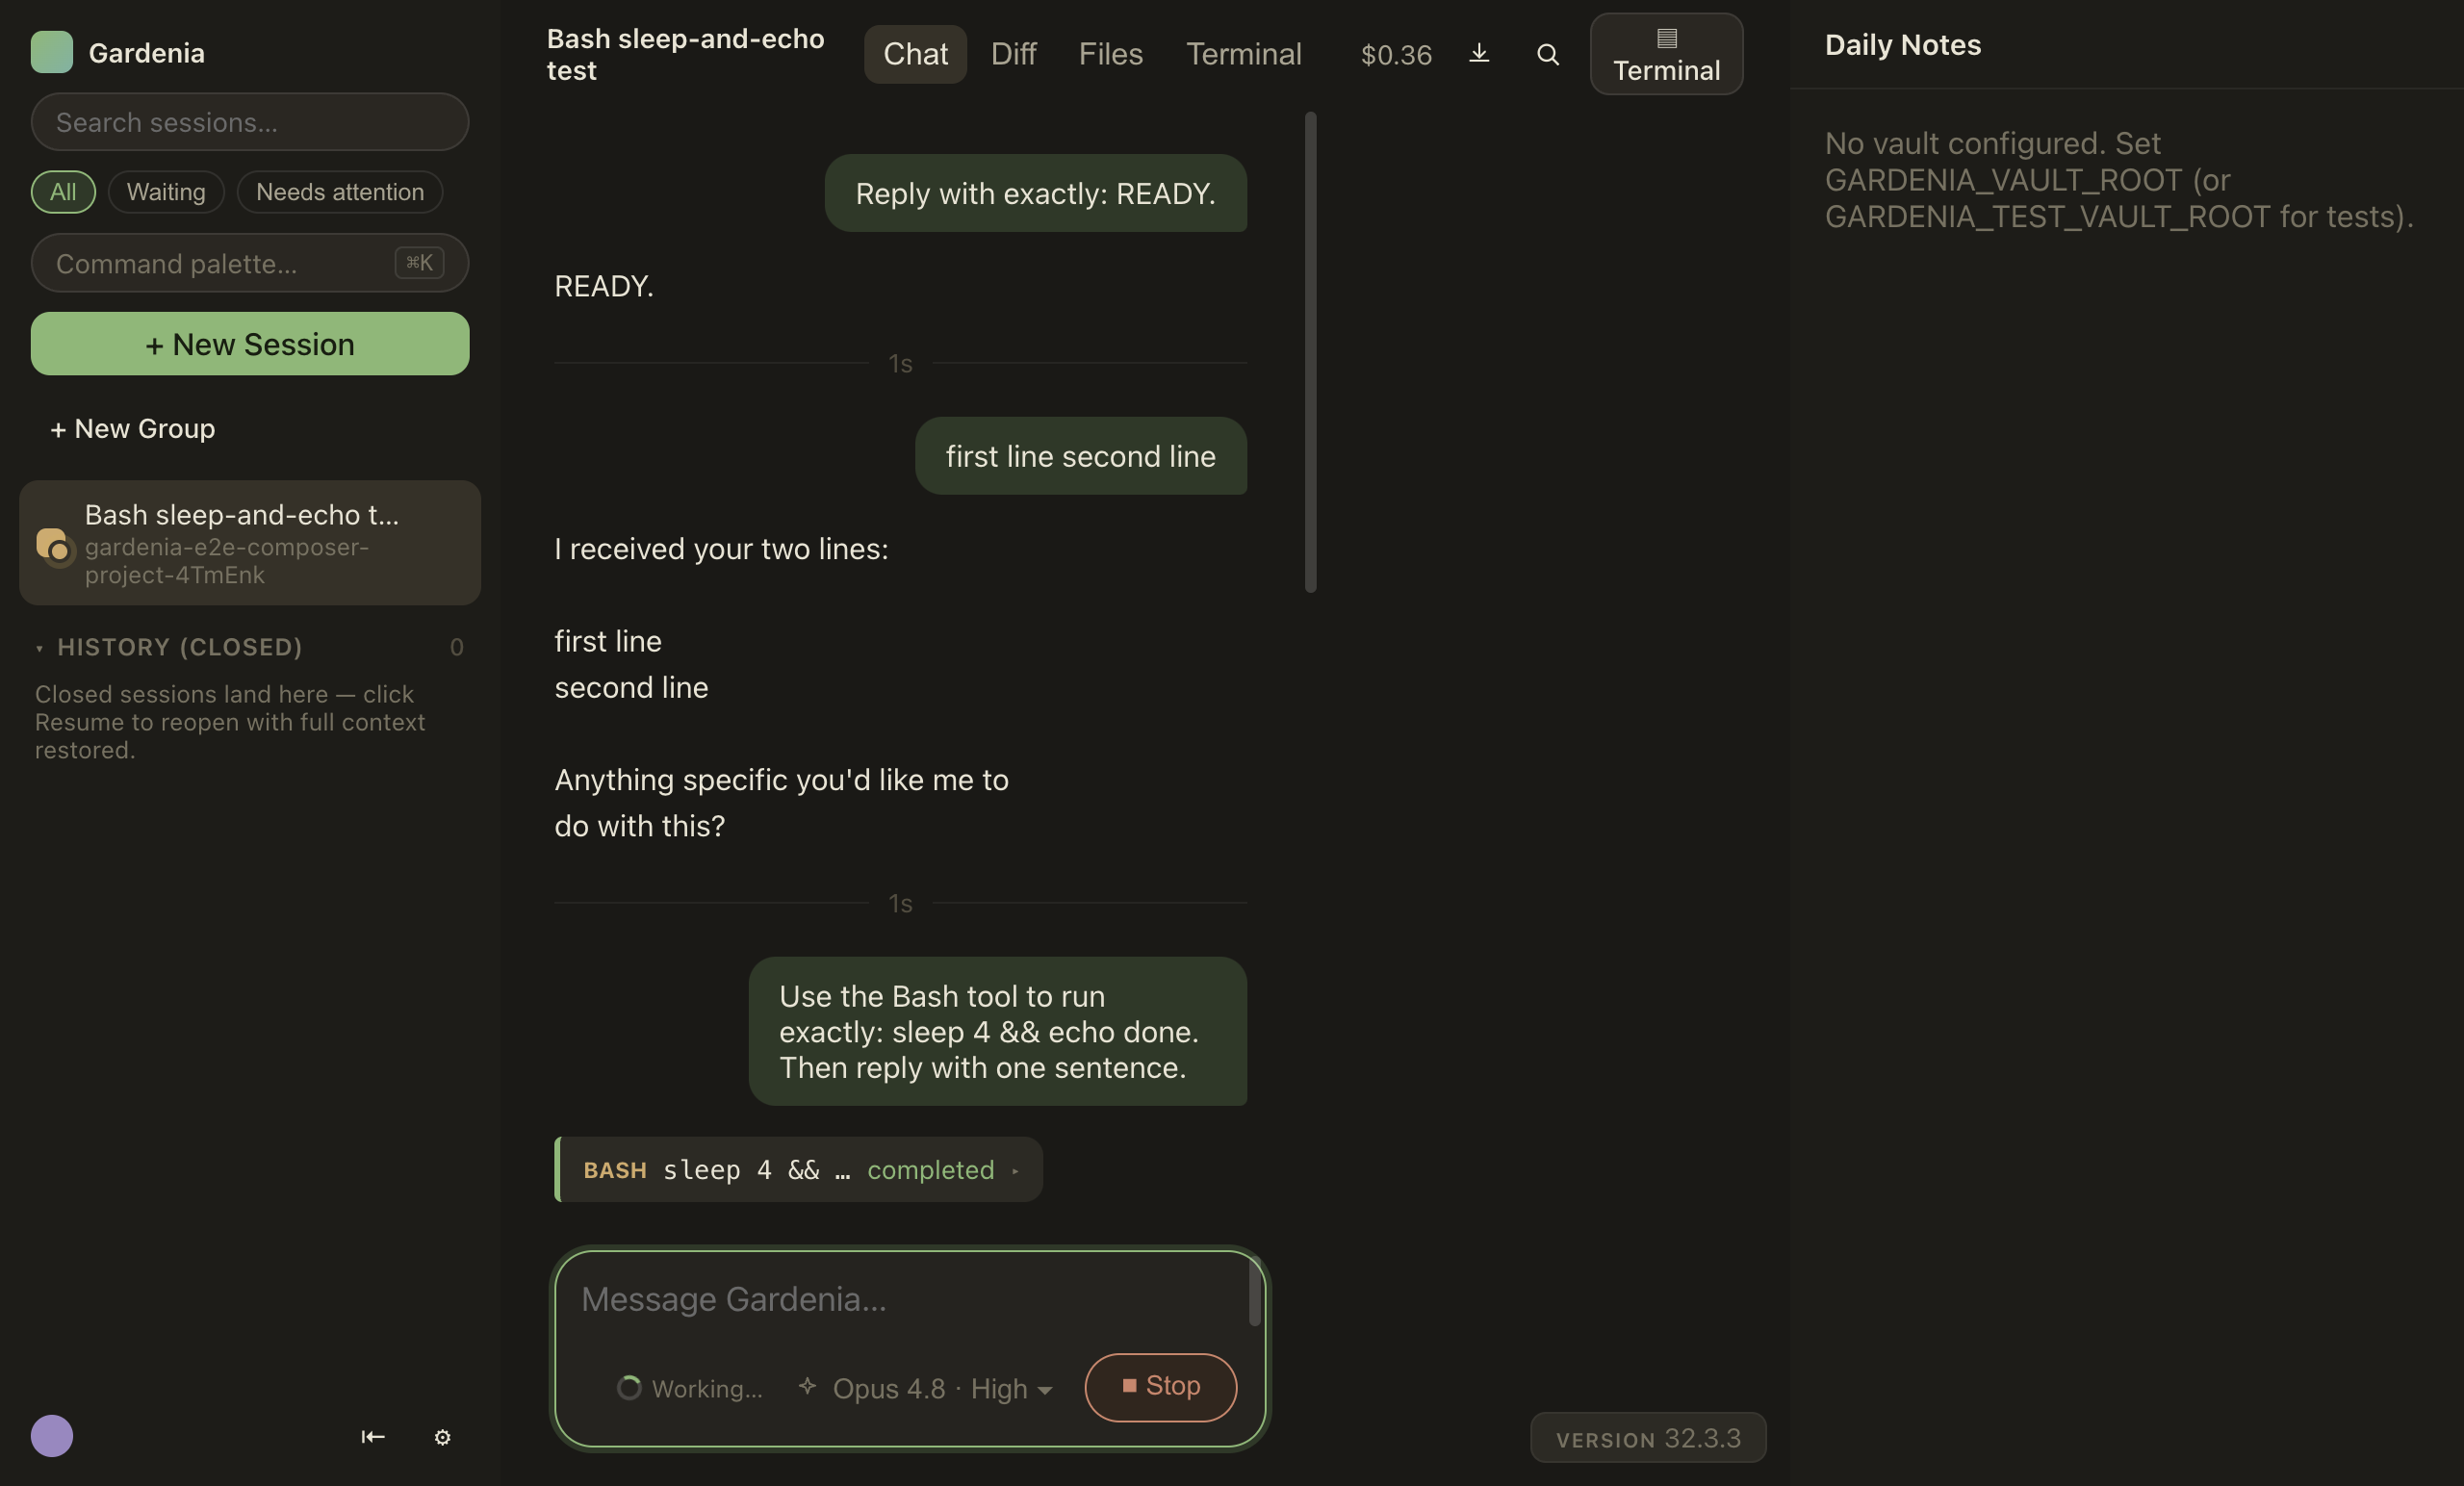 Gardenia
Search sessions...
All
Waiting
Needs attention
Command palette... ⌘K
+ New Session
+ New Group
Bash sleep-and-echo t...
gardenia-e2e-composer-
project-4TmEnk
HISTORY (CLOSED) 0
Closed sessions land here — click
Resume to reopen with full context
restored.
Bash sleep-and-echo
test
Chat
Diff
Files
Terminal
$0.36
Terminal
Reply with exactly: READY.
READY.
1s
first line second line
I received your two lines:
first line
second line
Anything specific you'd like me to
do with this?
1s
Use the Bash tool to run
exactly: sleep 4 && echo done.
Then reply with one sentence.
BASH sleep 4 && … completed
Message Gardenia...
Working...
Opus 4.8 · High
Stop
VERSION 32.3.3
Daily Notes
No vault configured. Set
GARDENIA_VAULT_ROOT (or
GARDENIA_TEST_VAULT_ROOT for tests).